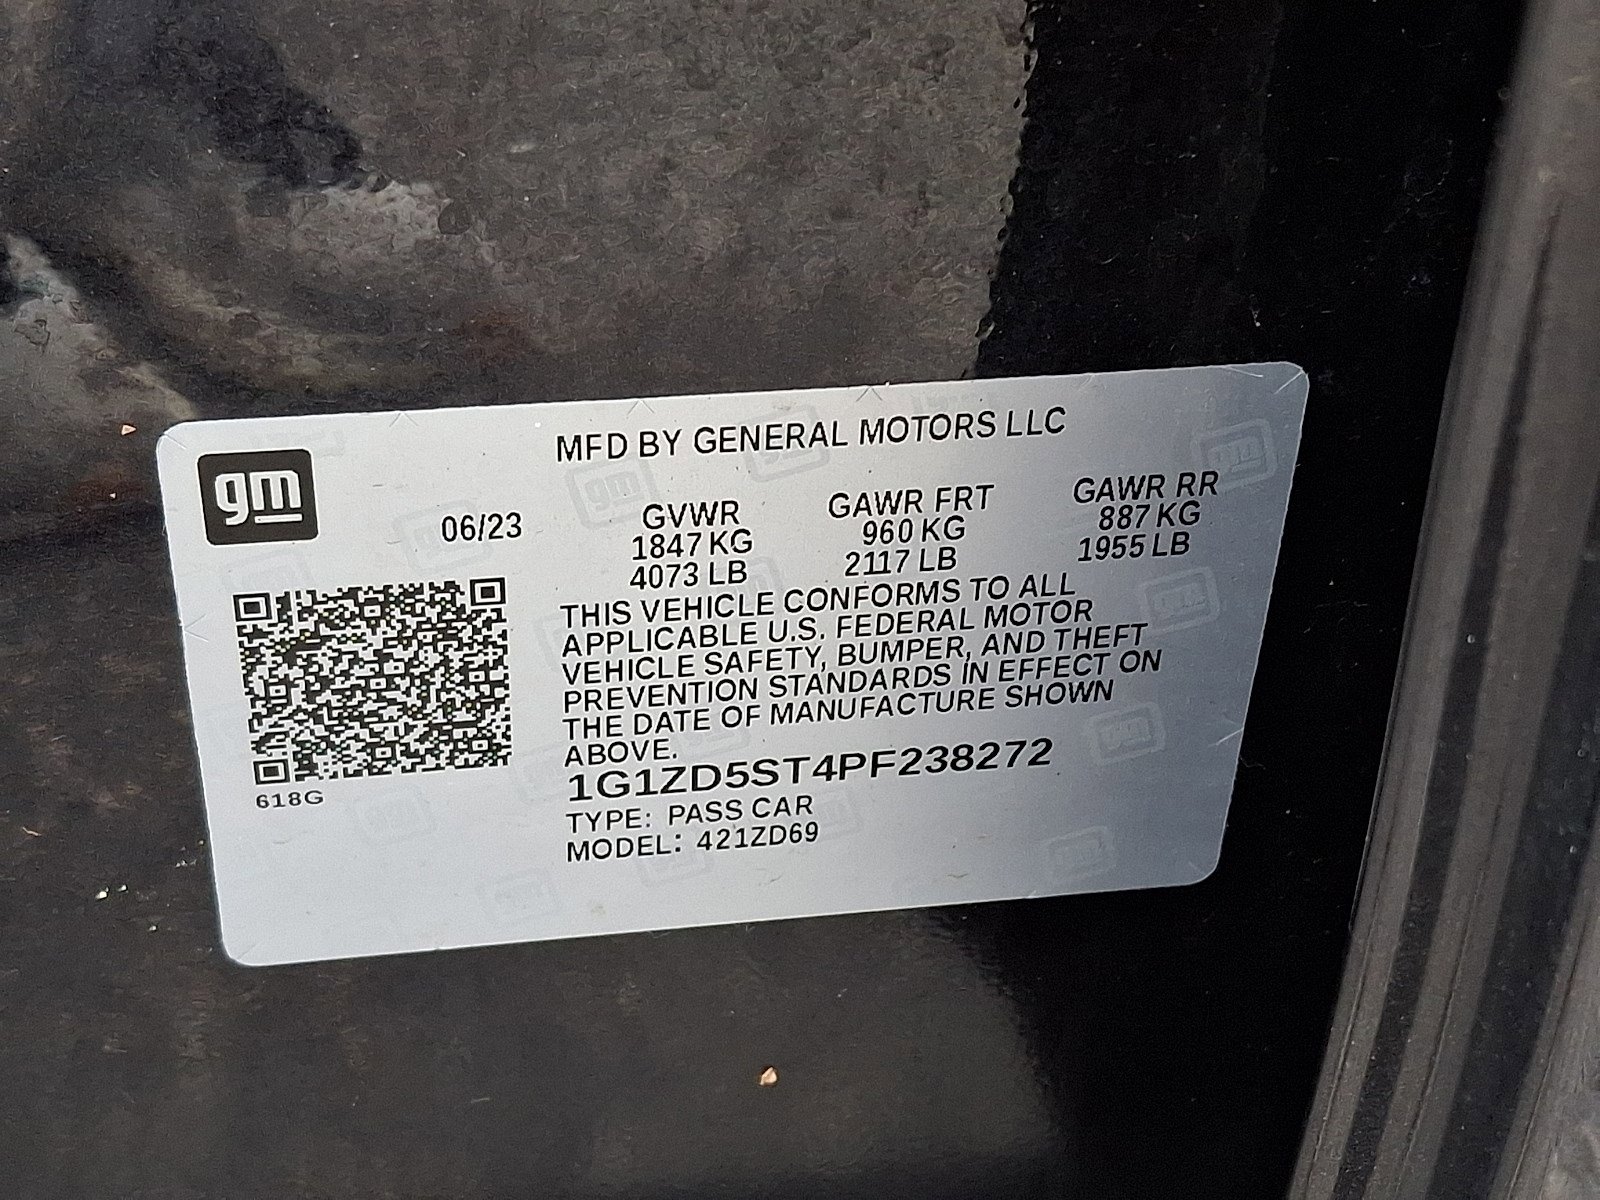 gm
MFD BY GENERAL MOTORS LLC
06/23
GVWR GAWR FRT GAWR RR
1847 KG 960 KG 887 KG
4073 LB 2117 LB 1955 LB
THIS VEHICLE CONFORMS TO ALL
APPLICABLE U.S. FEDERAL MOTOR
VEHICLE SAFETY, BUMPER, AND THEFT
PREVENTION STANDARDS IN EFFECT ON
THE DATE OF MANUFACTURE SHOWN
ABOVE.
1G1ZD5ST4PF238272
618G
TYPE: PASS CAR
MODEL: 421ZD69